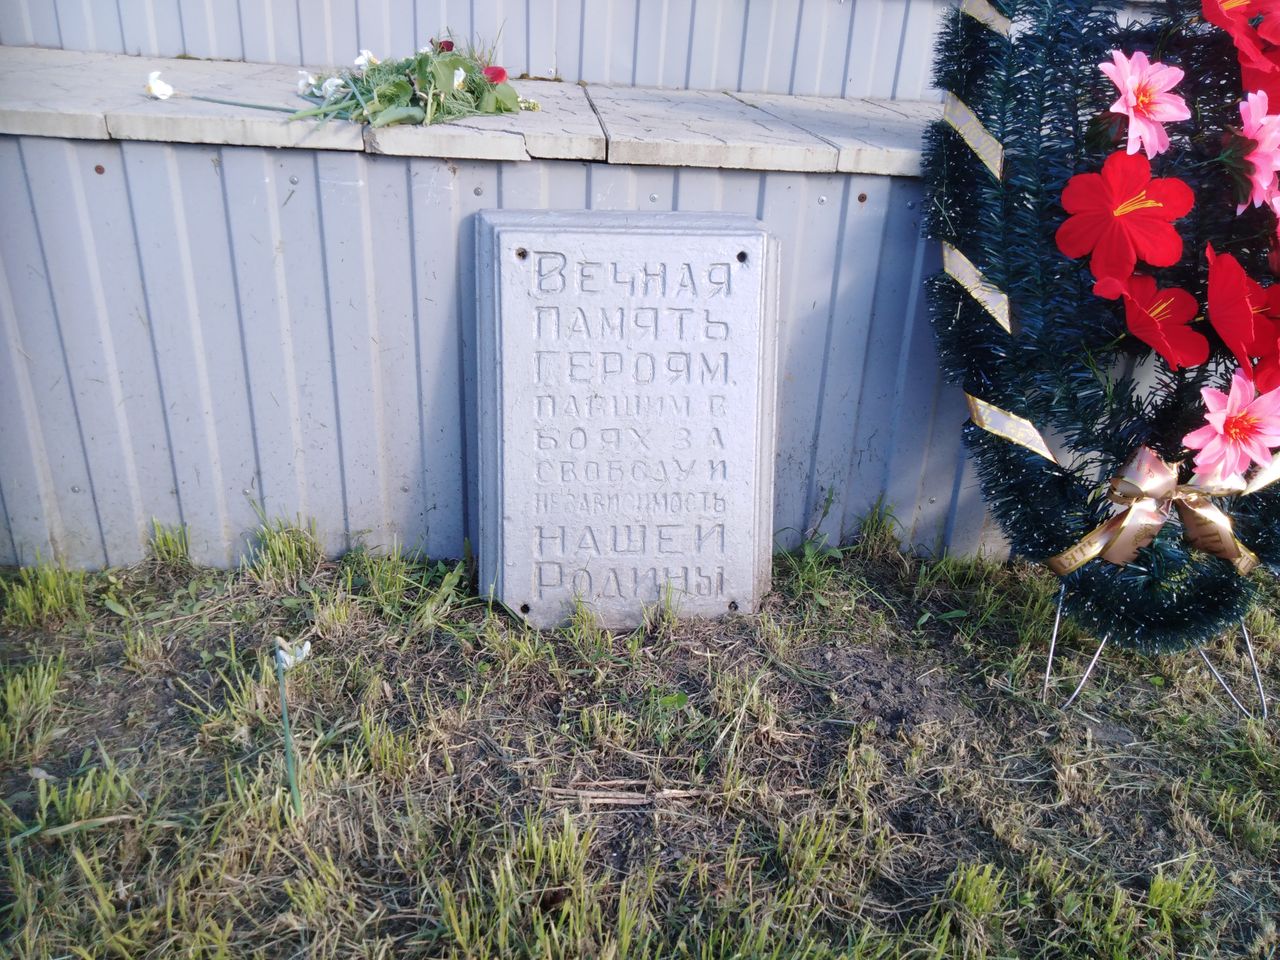 Вечная
ПАМЯТЬ
ГЕРОЯМ.
ПАВШИМ В
БОЯХ ЗА
СВОБОДУ И
НЕЗАВИСИМОСТЬ
НАШЕЙ
Родины